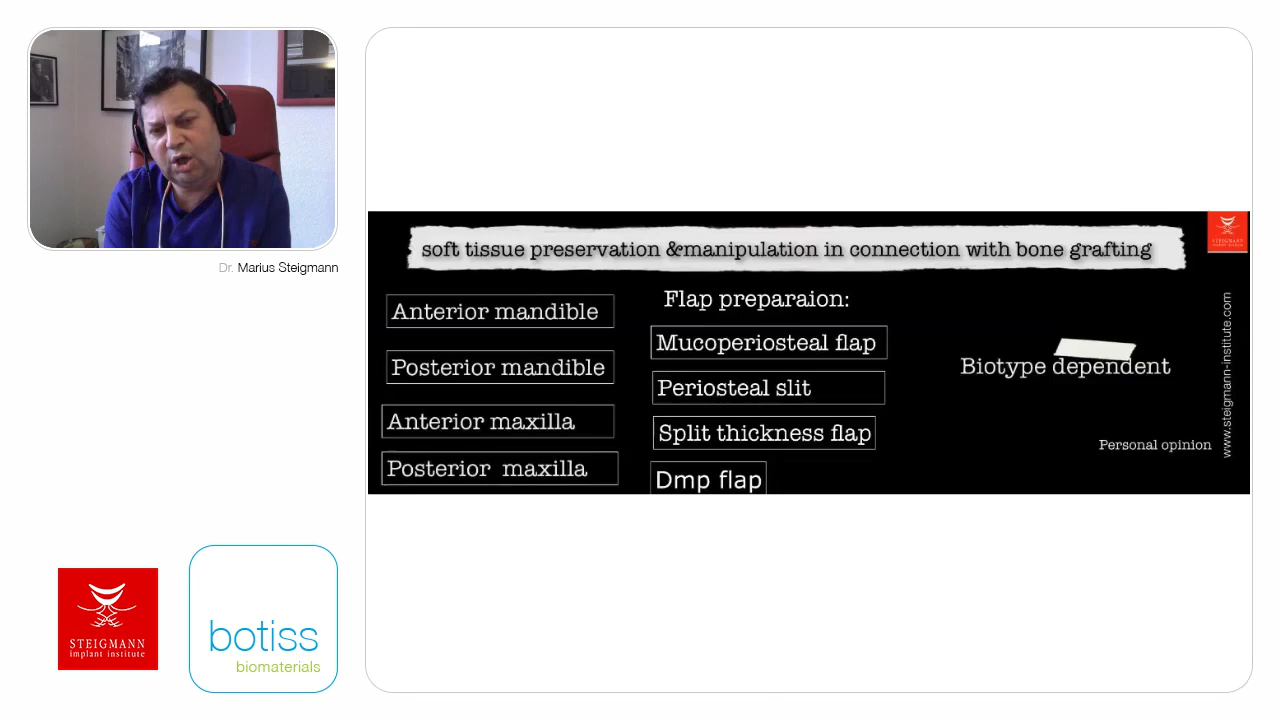 Dr. Marius Steigmann
soft tissue preservation &manipulation in connection with bone grafting
Anterior mandible
Posterior mandible
Anterior maxilla
Posterior maxilla
Flap preparaion:
Mucoperiosteal flap
Periosteal slit
Split thickness flap
Dmp flap
Biotype dependent
Personal opinion
www.steigmann-institute.com
STEIGMANN
implant institute
botiss
biomaterials